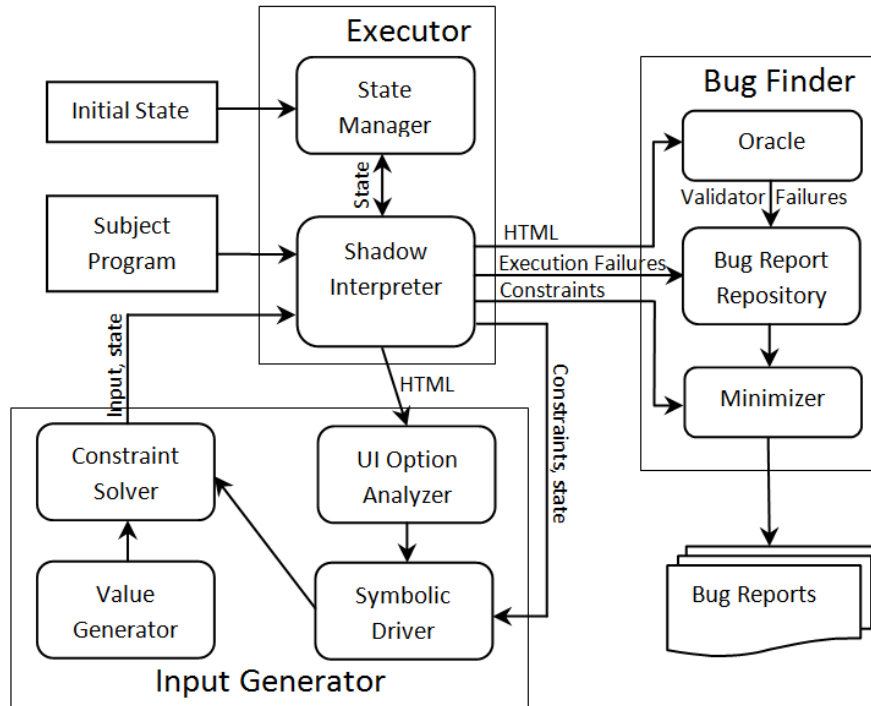 Executor
State
Manager
Initial State
Bug Finder
Oracle
Validator Failures
State
Subject
Program
Shadow
Interpreter
HTML
Execution Failures
Constraints
Bug Report
Repository
Input, state
HTML
Constraints, state
Minimizer
Constraint
Solver
UI Option
Analyzer
Value
Generator
Symbolic
Driver
Bug Reports
Input Generator